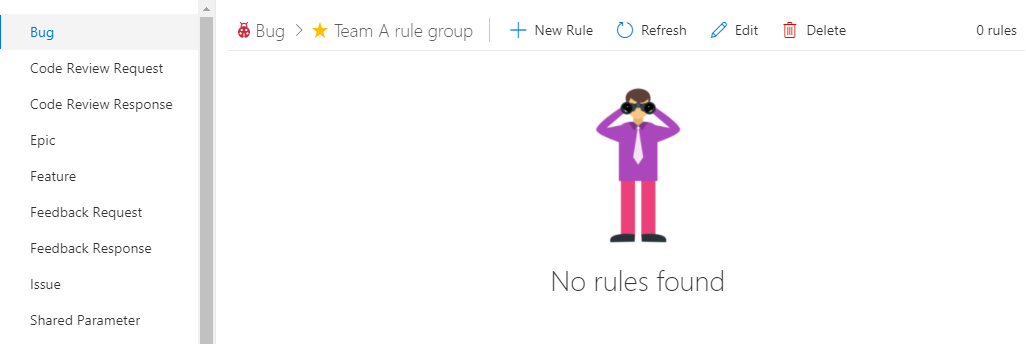 Bug
Code Review Request
Code Review Response
Epic
Feature
Feedback Request
Feedback Response
Issue
Shared Parameter
Bug > Team A rule group New Rule Refresh Edit Delete 0 rules
No rules found